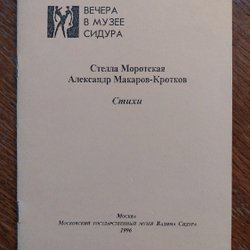 ВЕЧЕРА
В МУЗЕЕ
СИДУРА
Стелла Моротская
Александр Макаров-Кротков
Стихи
Москва
Московский государственный музей Вадима Сидура
1996